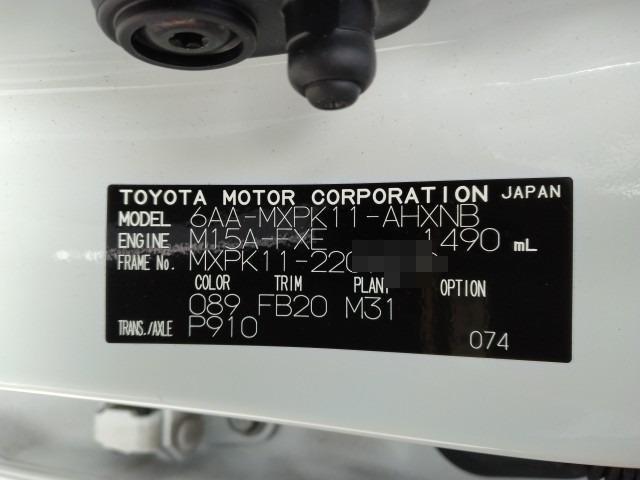 TOYOTA MOTOR CORPORATION JAPAN
MODEL 6AA-MXPK11-AHXNB
ENGINE M15A-FXE 1490 mL
FRAME No. MXPK11-220
COLOR TRIM PLANT OPTION
089 FB20 M31
TRANS./AXLE P910
074